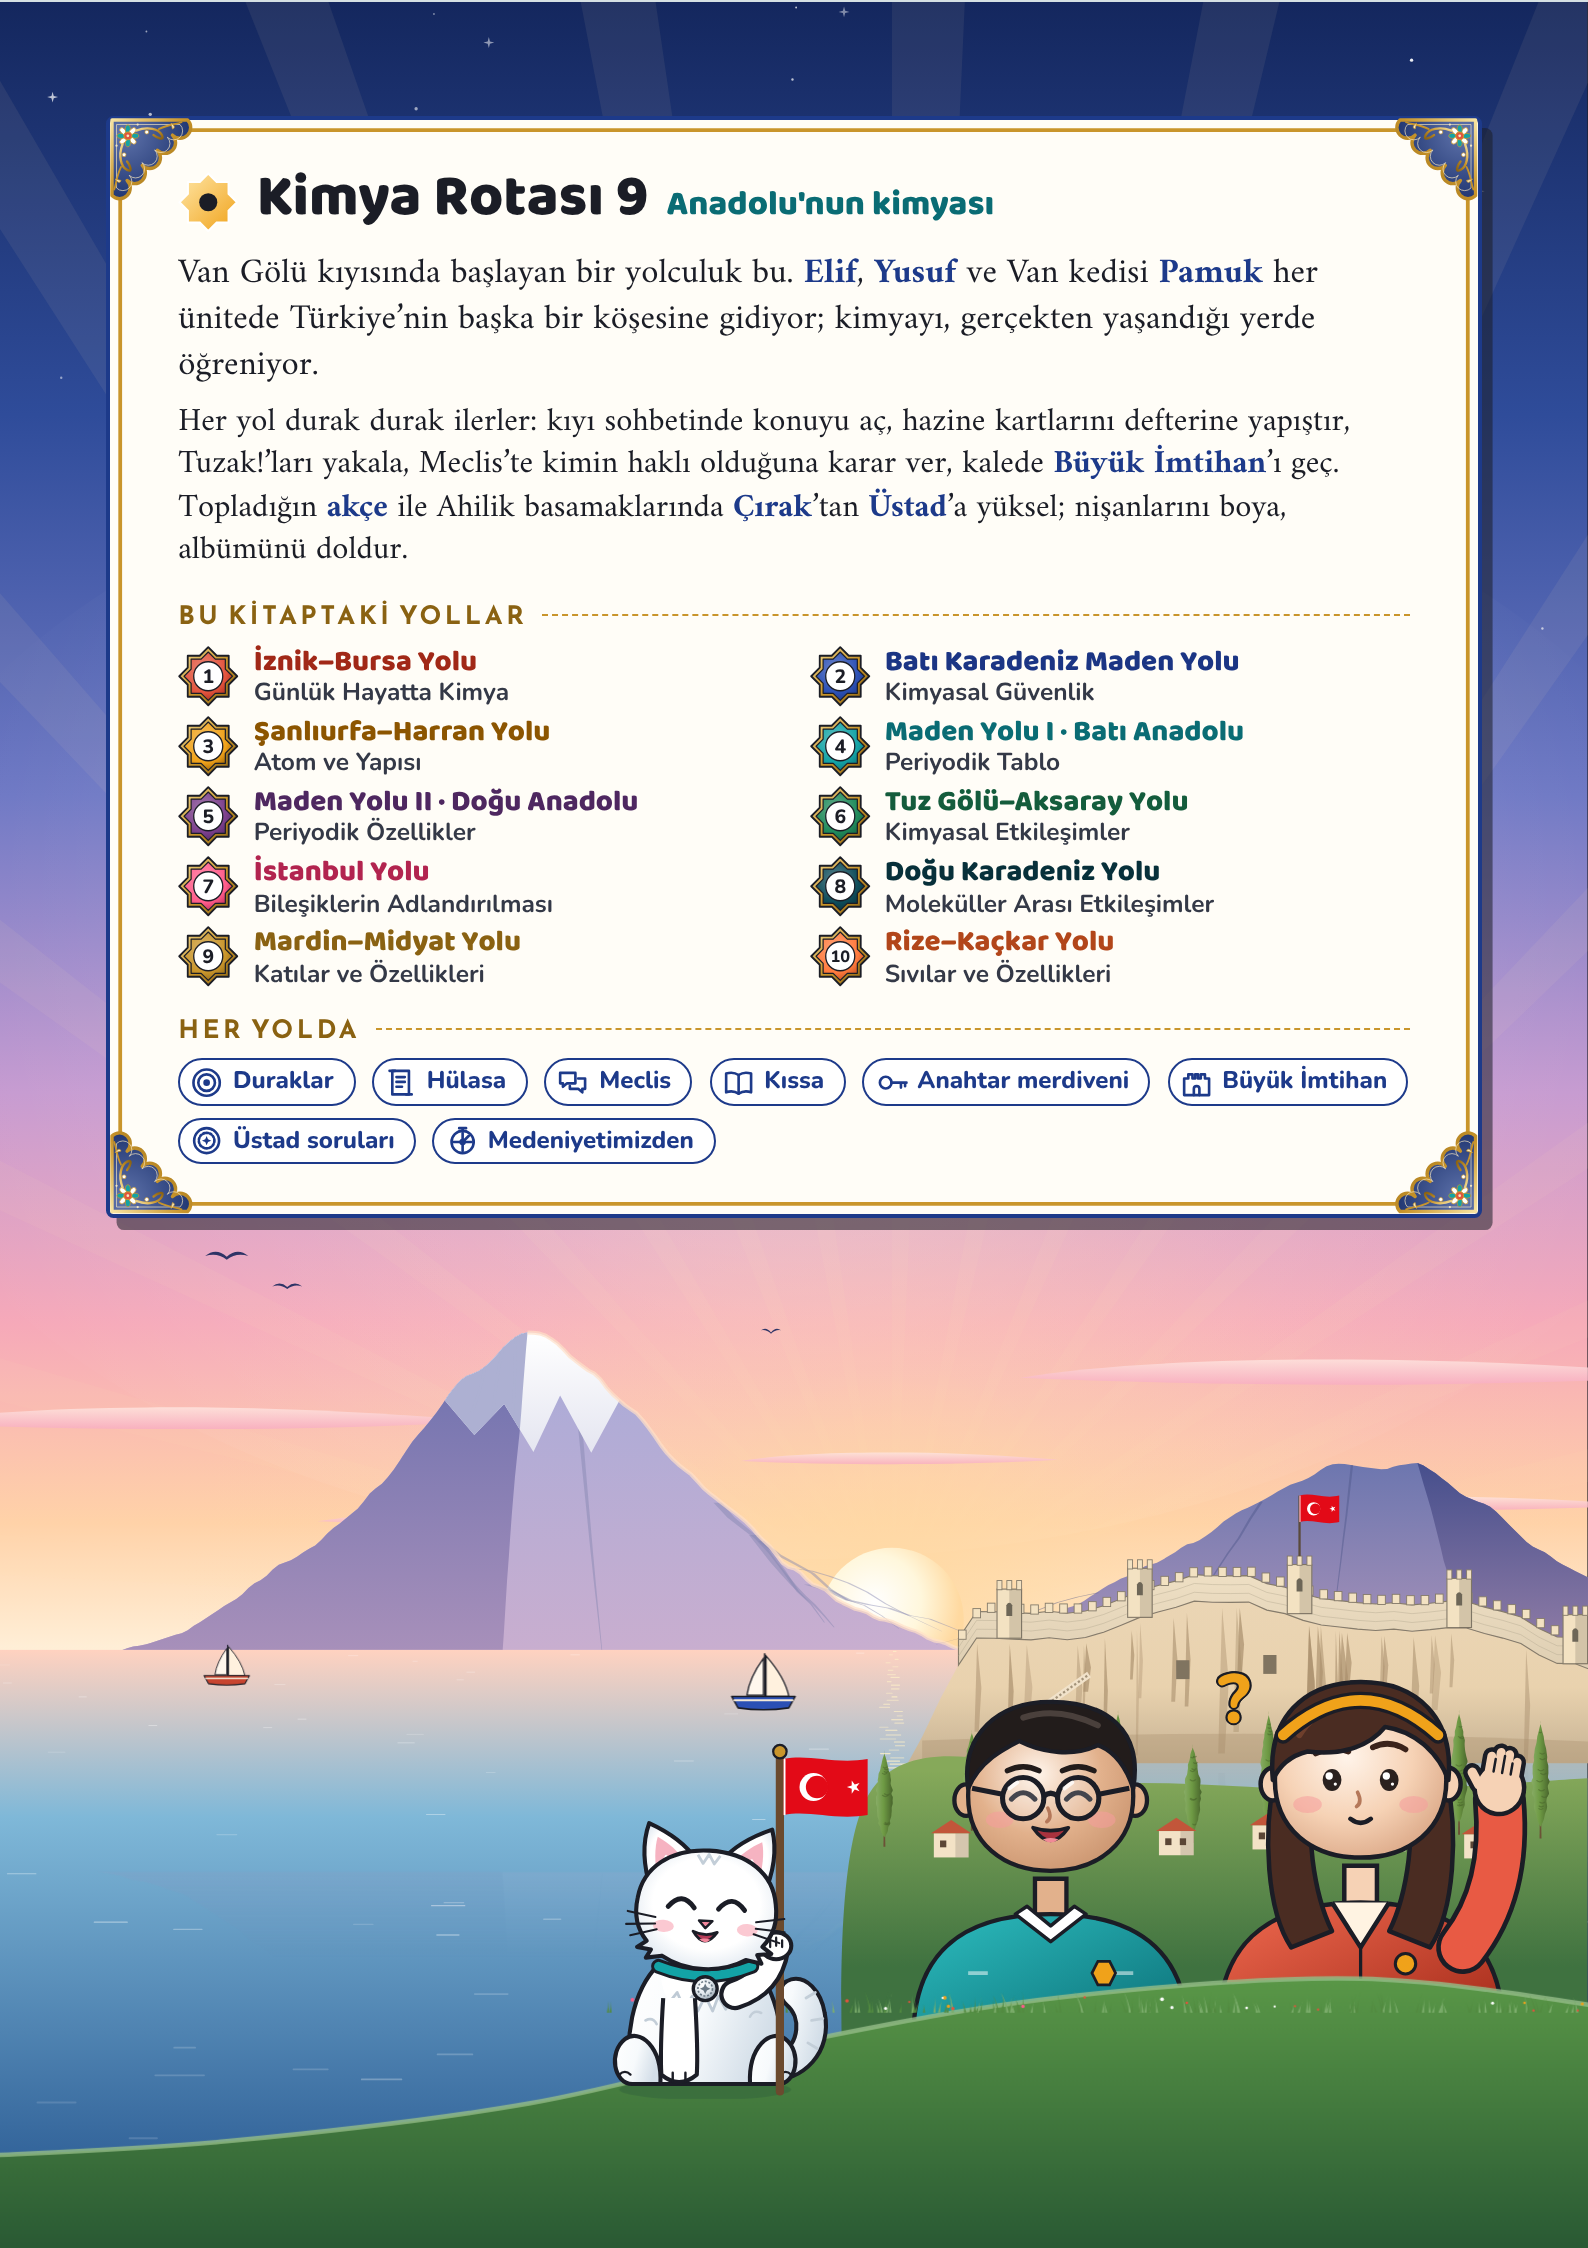 Kimya Rotası 9 Anadolu'nun kimyası
Van Gölü kıyısında başlayan bir yolculuk bu. Elif, Yusuf ve Van kedisi Pamuk her
ünitede Türkiye’nin başka bir köşesine gidiyor; kimyayı, gerçekten yaşandığı yerde
öğreniyor.
Her yol durak durak ilerler: kıyı sohbetinde konuyu aç, hazine kartlarını defterine yapıştır,
Tuzak!’ları yakala, Meclis’te kimin haklı olduğuna karar ver, kalede Büyük İmtihan’ı geç.
Topladığın akçe ile Ahilik basamaklarında Çırak’tan Üstad’a yüksel; nişanlarını boya,
albümünü doldur.
BU KİTAPTAKİ YOLLAR
1 İznik–Bursa Yolu
Günlük Hayatta Kimya
2 Batı Karadeniz Maden Yolu
Kimyasal Güvenlik
3 Şanlıurfa–Harran Yolu
Atom ve Yapısı
4 Maden Yolu I · Batı Anadolu
Periyodik Tablo
5 Maden Yolu II · Doğu Anadolu
Periyodik Özellikler
6 Tuz Gölü–Aksaray Yolu
Kimyasal Etkileşimler
7 İstanbul Yolu
Bileşiklerin Adlandırılması
8 Doğu Karadeniz Yolu
Moleküller Arası Etkileşimler
9 Mardin–Midyat Yolu
Katılar ve Özellikleri
10 Rize–Kaçkar Yolu
Sıvılar ve Özellikleri
HER YOLDA
Duraklar Hülasa Meclis Kıssa Anahtar merdiveni Büyük İmtihan
Üstad soruları Medeniyetimizden
?